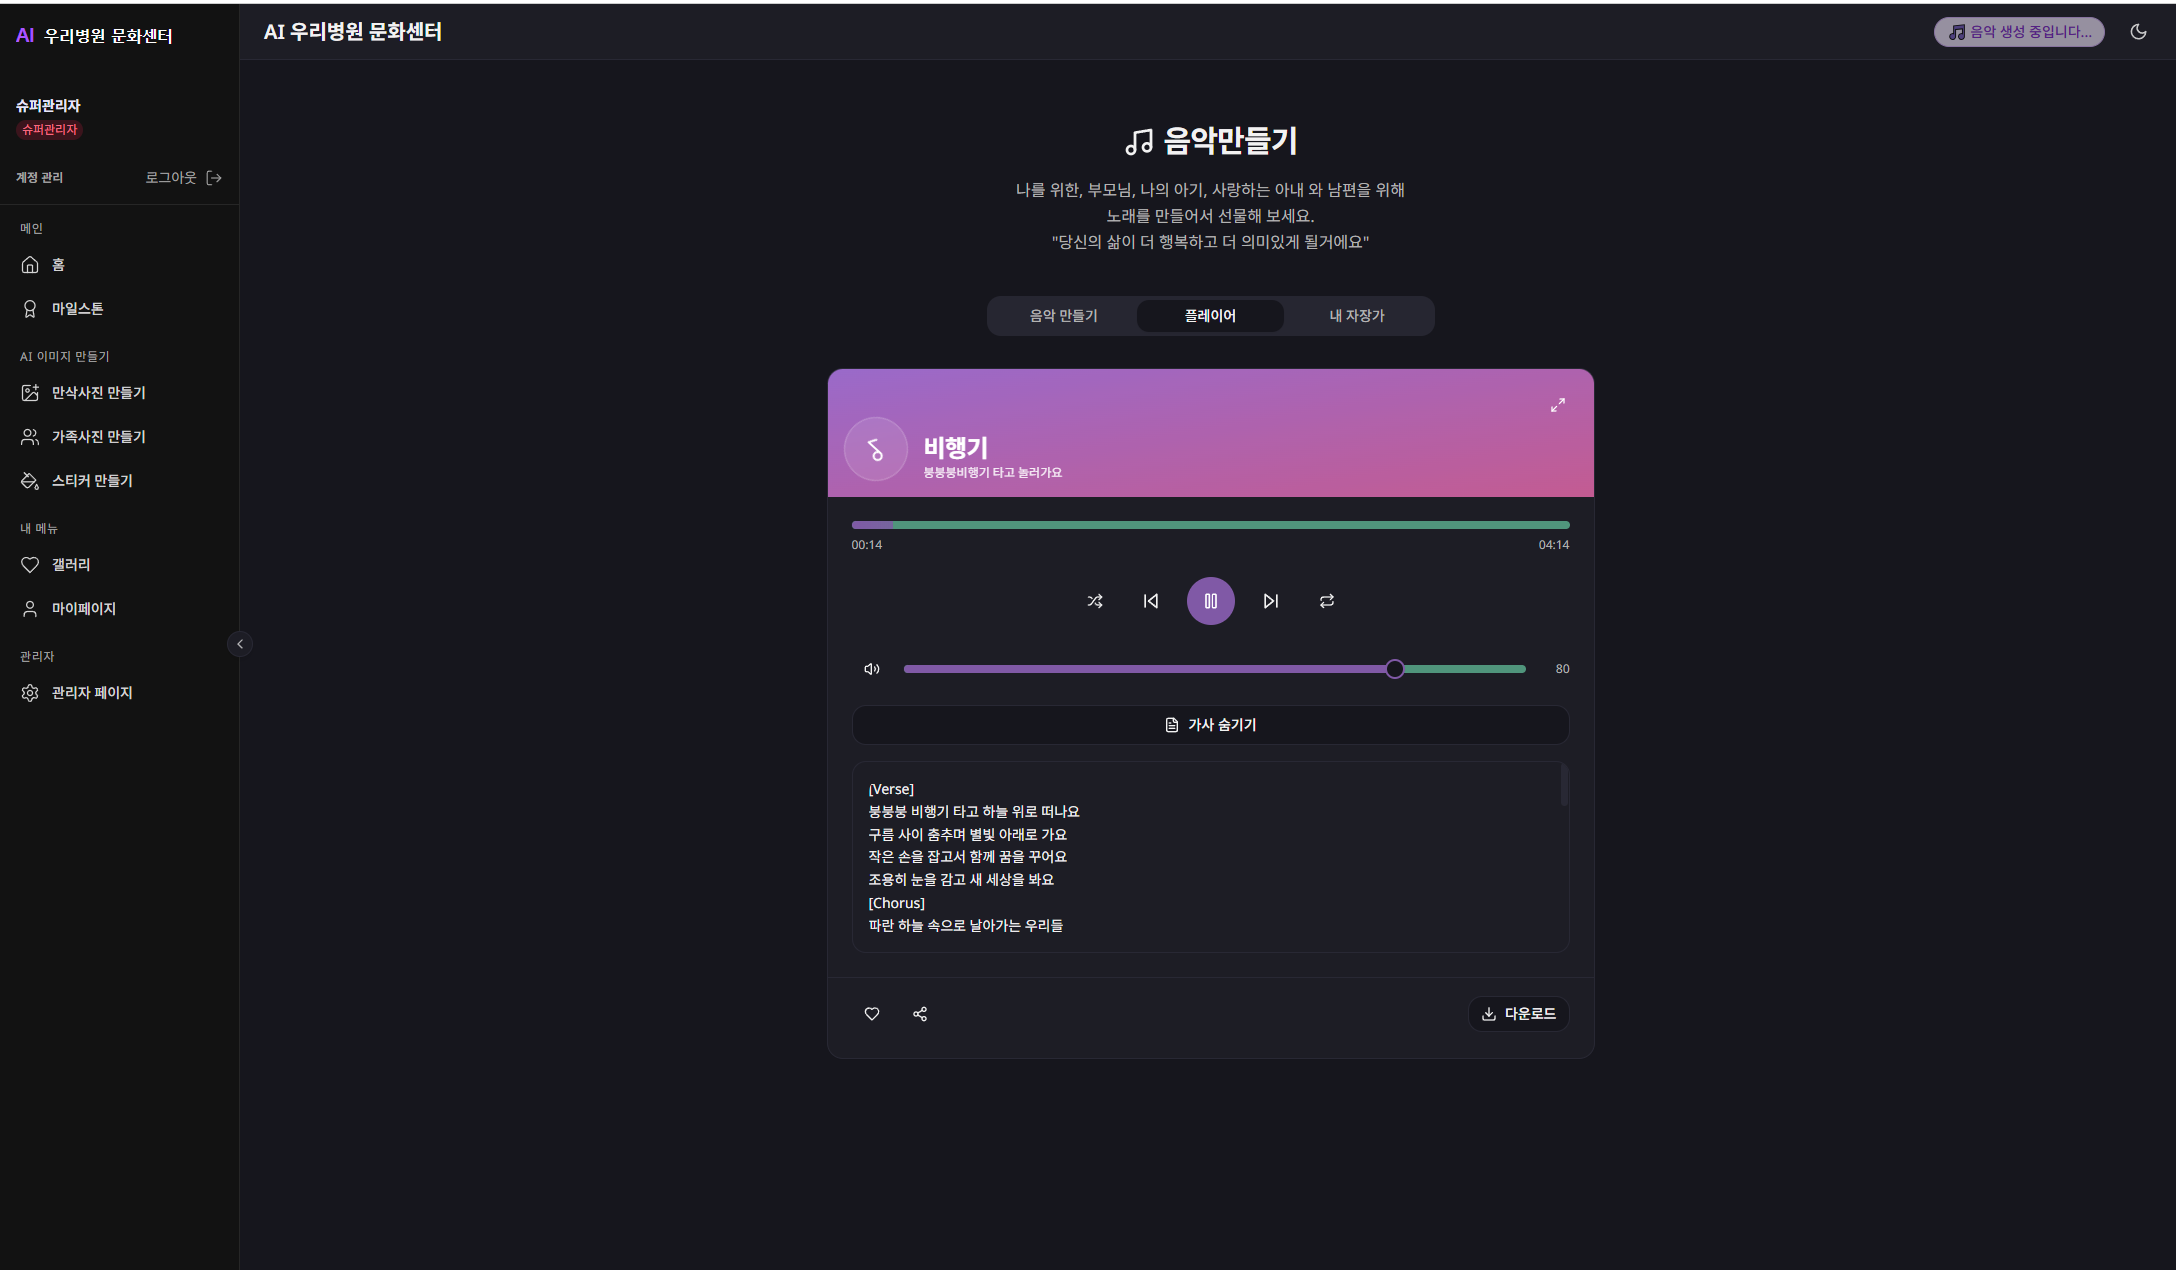 AI 우리병원 문화센터
슈퍼관리자
슈퍼관리자
계정 관리
로그아웃
메인
홈
마일스톤
AI 이미지 만들기
만삭사진 만들기
가족사진 만들기
스티커 만들기
내 메뉴
갤러리
마이페이지
관리자
관리자 페이지
AI 우리병원 문화센터
음악 생성 중입니다...
음악만들기
나를 위한, 부모님, 나의 아기, 사랑하는 아내 와 남편을 위해
노래를 만들어서 선물해 보세요.
"당신의 삶이 더 행복하고 더 의미있게 될거에요"
음악 만들기
플레이어
내 자장가
비행기
붕붕붕비행기 타고 놀러가요
00:14
04:14
80
가사 숨기기
[Verse]
붕붕붕 비행기 타고 하늘 위로 떠나요
구름 사이 춤추며 별빛 아래로 가요
작은 손을 잡고서 함께 꿈을 꾸어요
조용히 눈을 감고 새 세상을 봐요
[Chorus]
파란 하늘 속으로 날아가는 우리들
다운로드